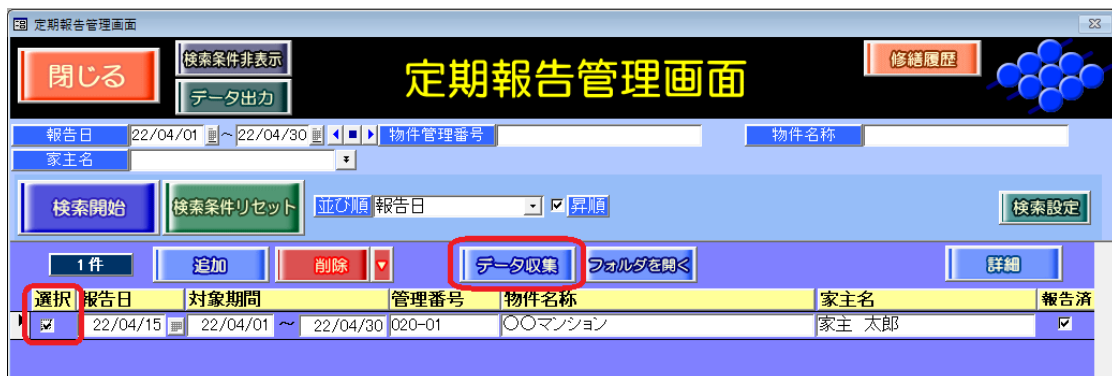 定期報告管理画面
閉じる 検索条件非表示 定期報告管理画面 修繕履歴
データ出力
報告日 22/04/01 ~ 22/04/30 物件管理番号 物件名称
家主名
検索開始 検索条件リセット 並び順 報告日 昇順 検索設定
1件 追加 削除 データ収集 フォルダを開く 詳細
選択 報告日 対象期間 管理番号 物件名称 家主名 報告済
22/04/15 22/04/01 ~ 22/04/30 020-01 〇〇マンション 家主 太郎